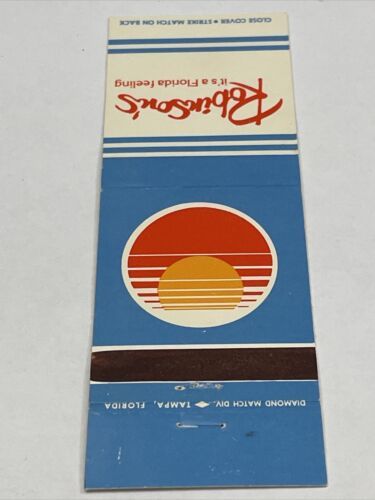 CLOSE COVER • STRIKE MATCH ON BACK
Robinson's
it's a Florida feeling
DIAMOND MATCH DIV. TAMPA, FLORIDA